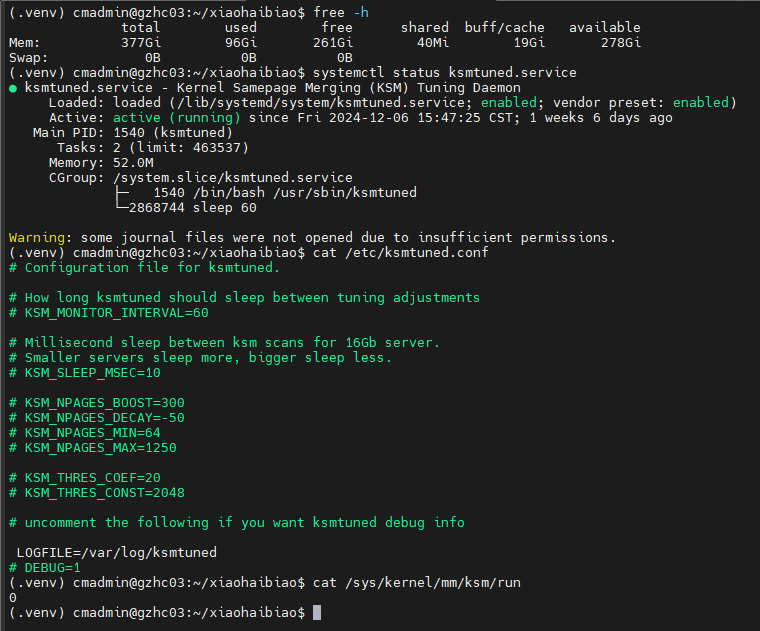 (.venv) cmadmin@gzhc03:~/xiaohaibiao$ free -h
              total        used        free      shared  buff/cache   available
Mem:          377Gi        96Gi       261Gi        40Mi        19Gi       278Gi
Swap:            0B          0B          0B
(.venv) cmadmin@gzhc03:~/xiaohaibiao$ systemctl status ksmtuned.service
● ksmtuned.service - Kernel Samepage Merging (KSM) Tuning Daemon
     Loaded: loaded (/lib/systemd/system/ksmtuned.service; enabled; vendor preset: enabled)
     Active: active (running) since Fri 2024-12-06 15:47:25 CST; 1 weeks 6 days ago
   Main PID: 1540 (ksmtuned)
      Tasks: 2 (limit: 463537)
     Memory: 52.0M
     CGroup: /system.slice/ksmtuned.service
             ├─   1540 /bin/bash /usr/sbin/ksmtuned
             └─2868744 sleep 60

Warning: some journal files were not opened due to insufficient permissions.
(.venv) cmadmin@gzhc03:~/xiaohaibiao$ cat /etc/ksmtuned.conf
# Configuration file for ksmtuned.

# How long ksmtuned should sleep between tuning adjustments
# KSM_MONITOR_INTERVAL=60

# Millisecond sleep between ksm scans for 16Gb server.
# Smaller servers sleep more, bigger sleep less.
# KSM_SLEEP_MSEC=10

# KSM_NPAGES_BOOST=300
# KSM_NPAGES_DECAY=-50
# KSM_NPAGES_MIN=64
# KSM_NPAGES_MAX=1250

# KSM_THRES_COEF=20
# KSM_THRES_CONST=2048

# uncomment the following if you want ksmtuned debug info

 LOGFILE=/var/log/ksmtuned
# DEBUG=1
(.venv) cmadmin@gzhc03:~/xiaohaibiao$ cat /sys/kernel/mm/ksm/run
0
(.venv) cmadmin@gzhc03:~/xiaohaibiao$